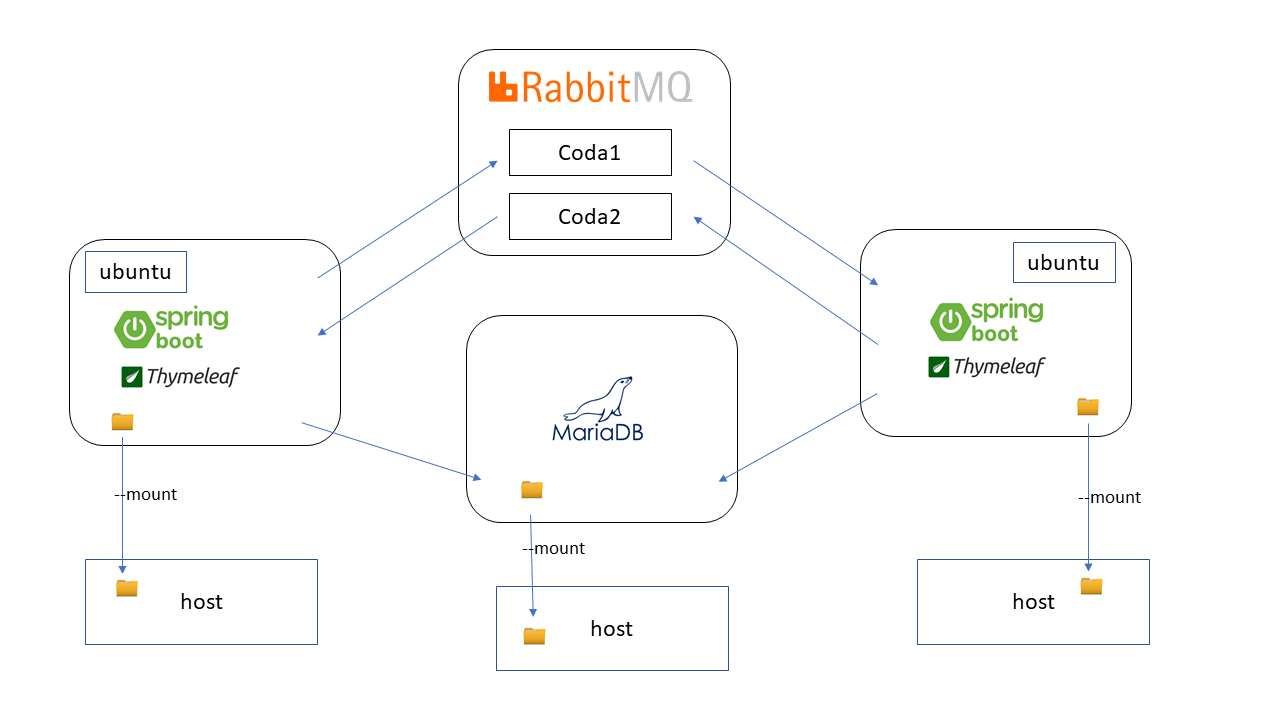 RabbitMQ
Coda1
Coda2
ubuntu
spring
boot
Thymeleaf
ubuntu
spring
boot
Thymeleaf
MariaDB
--mount
--mount
--mount
host
host
host